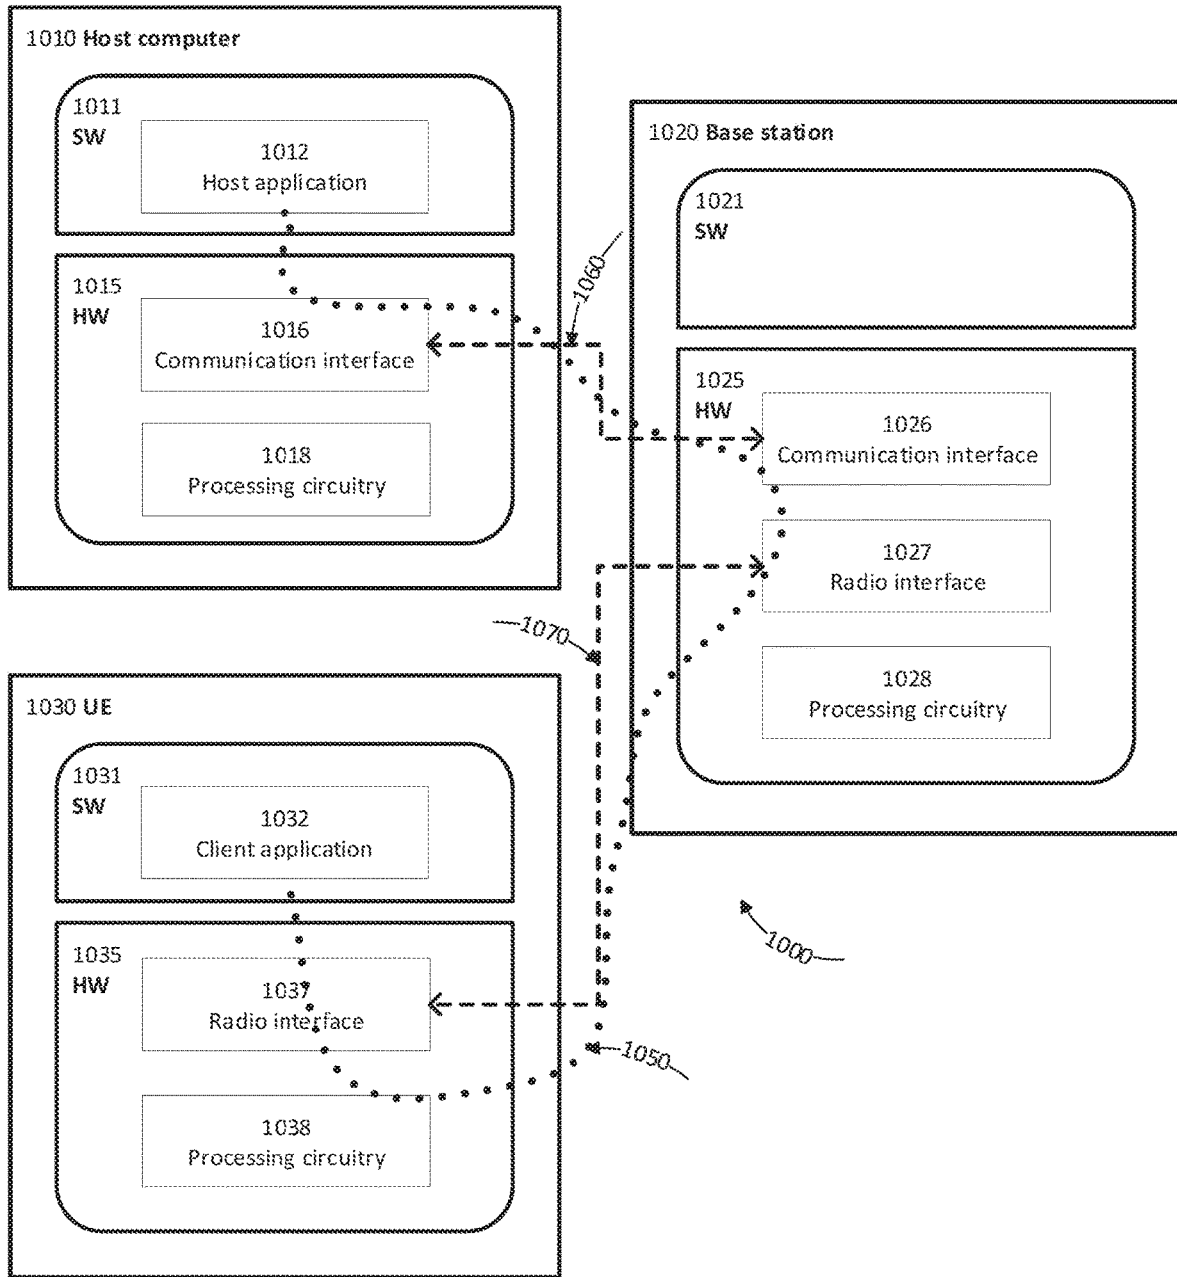 1010 Host computer
1011
SW
1012
Host application
1015
HW
1016
Communication interface
1018
Processing circuitry
1060
1020 Base station
1021
SW
1025
HW
1026
Communication interface
1027
Radio interface
1028
Processing circuitry
1070
1030 UE
1031
SW
1032
Client application
1035
HW
1037
Radio interface
1038
Processing circuitry
1000
1050